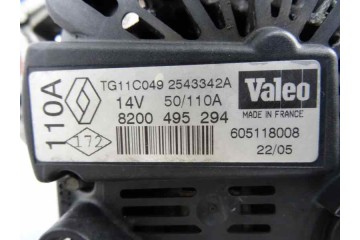 TG11C049 2543342A
14V 50/110A
8200 495 294
110A
172
Valeo
MADE IN FRANCE
605118008
22/05